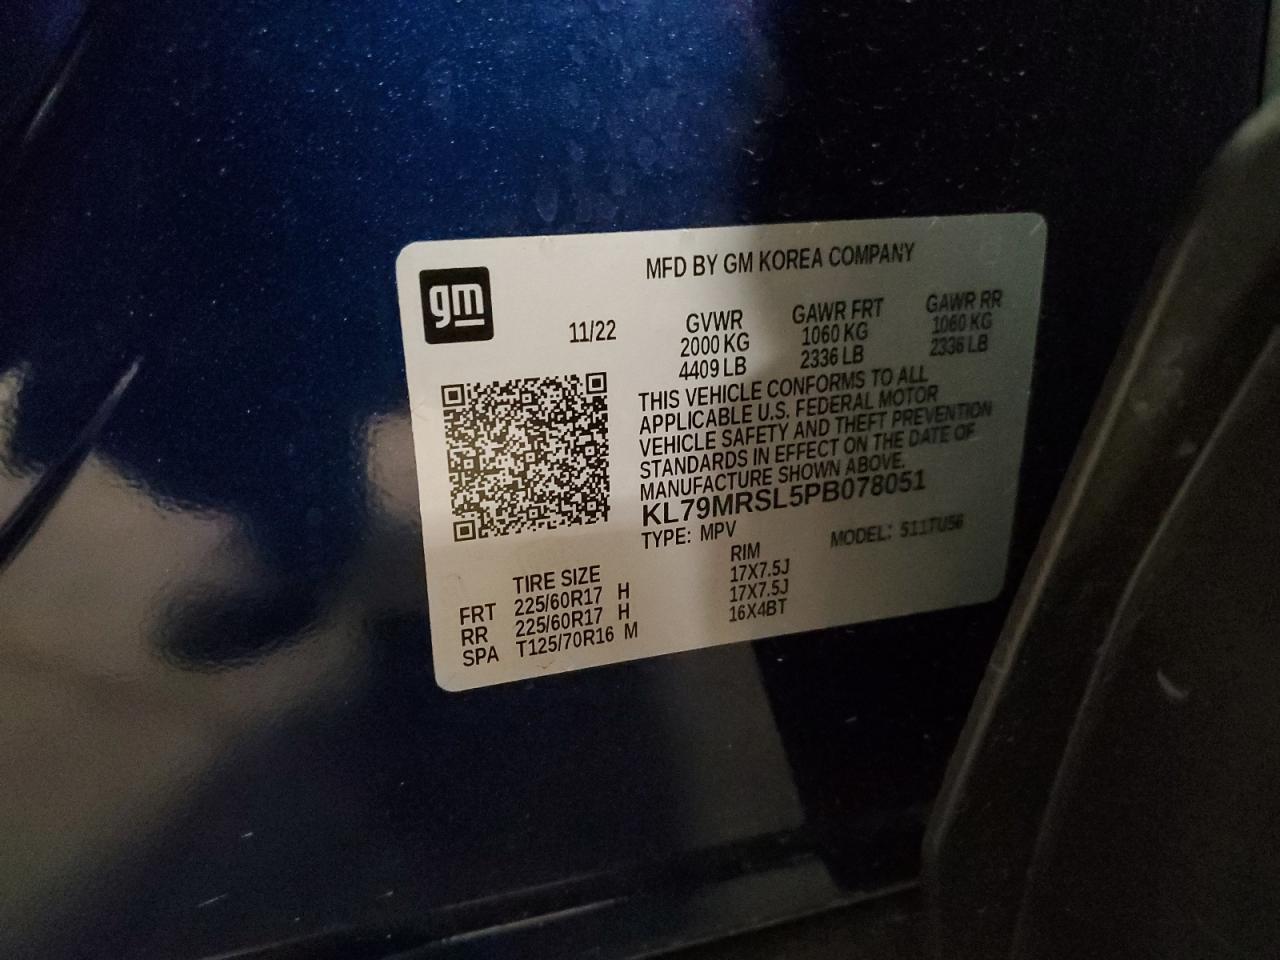 gm
MFD BY GM KOREA COMPANY
11/22 GVWR GAWR FRT GAWR RR
2000 KG 1060 KG 1060 KG
4409 LB 2336 LB 2336 LB
THIS VEHICLE CONFORMS TO ALL
APPLICABLE U.S. FEDERAL MOTOR
VEHICLE SAFETY AND THEFT PREVENTION
STANDARDS IN EFFECT ON THE DATE OF
MANUFACTURE SHOWN ABOVE.
KL79MRSL5PB078051
TYPE: MPV MODEL: 511TU56
TIRE SIZE RIM
FRT 225/60R17 H 17X7.5J
RR 225/60R17 H 17X7.5J
SPA T125/70R16 M 16X4BT